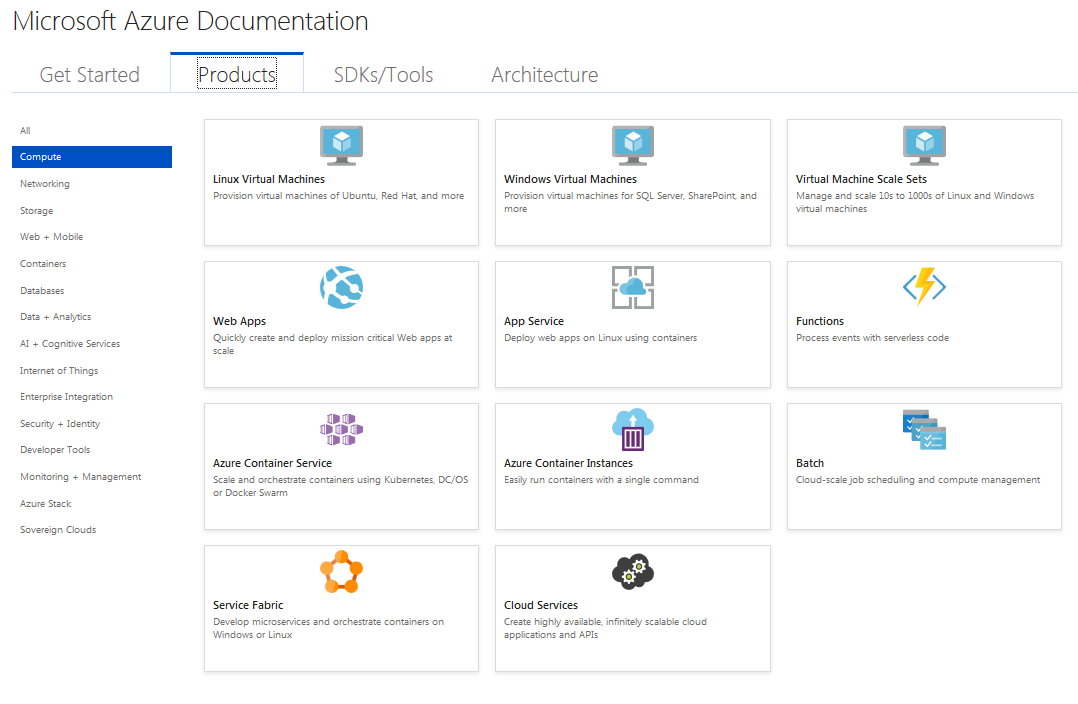 Microsoft Azure Documentation
Get Started
Products
SDKs/Tools
Architecture
All
Compute
Networking
Storage
Web + Mobile
Containers
Databases
Data + Analytics
AI + Cognitive Services
Internet of Things
Enterprise Integration
Security + Identity
Developer Tools
Monitoring + Management
Azure Stack
Sovereign Clouds
Linux Virtual Machines
Provision virtual machines of Ubuntu, Red Hat, and more
Windows Virtual Machines
Provision virtual machines for SQL Server, SharePoint, and
more
Virtual Machine Scale Sets
Manage and scale 10s to 1000s of Linux and Windows
virtual machines
Web Apps
Quickly create and deploy mission critical Web apps at
scale
App Service
Deploy web apps on Linux using containers
Functions
Process events with serverless code
Azure Container Service
Scale and orchestrate containers using Kubernetes, DC/OS
or Docker Swarm
Azure Container Instances
Easily run containers with a single command
Batch
Cloud-scale job scheduling and compute management
Service Fabric
Develop microservices and orchestrate containers on
Windows or Linux
Cloud Services
Create highly available, infinitely scalable cloud
applications and APIs